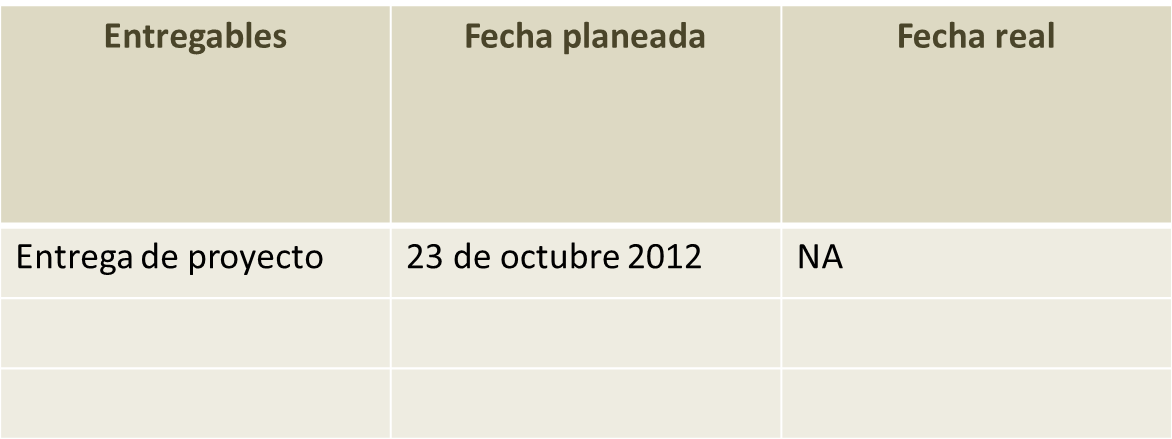 Entregables Fecha planeada Fecha real
Entrega de proyecto 23 de octubre 2012 NA